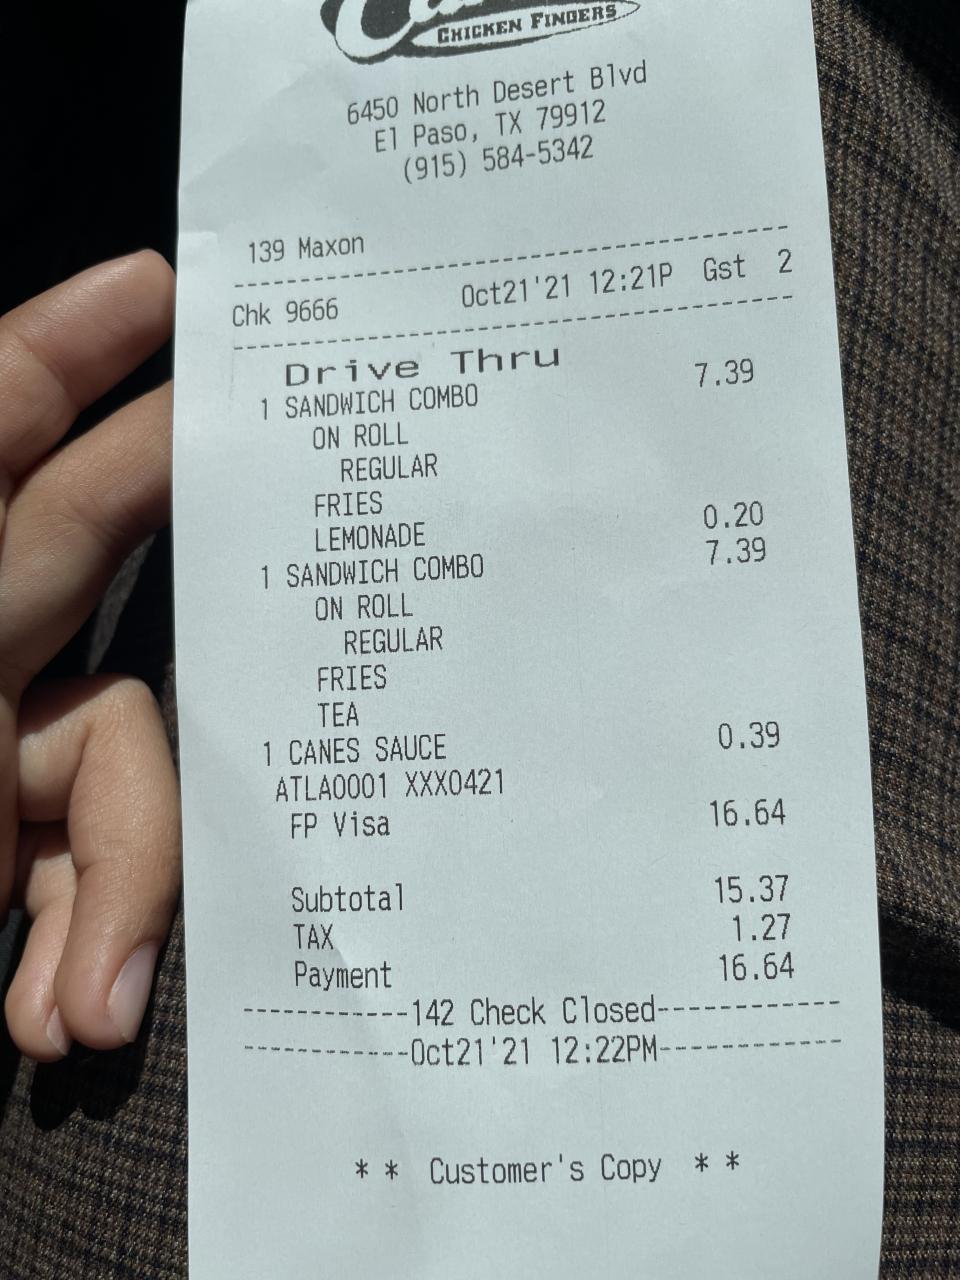 CHICKEN FINGERS
6450 North Desert Blvd
El Paso, TX 79912
(915) 584-5342
139 Maxon
--------------------------------
Chk 9666 Oct21'21 12:21P Gst 2
--------------------------------
Drive Thru
1 SANDWICH COMBO 7.39
ON ROLL
REGULAR
FRIES
LEMONADE 0.20
1 SANDWICH COMBO 7.39
ON ROLL
REGULAR
FRIES
TEA
1 CANES SAUCE 0.39
ATLA0001 XXX0421
FP Visa 16.64
Subtotal 15.37
TAX 1.27
Payment 16.64
------------142 Check Closed------------
------------Oct21'21 12:22PM------------
* * Customer's Copy * *